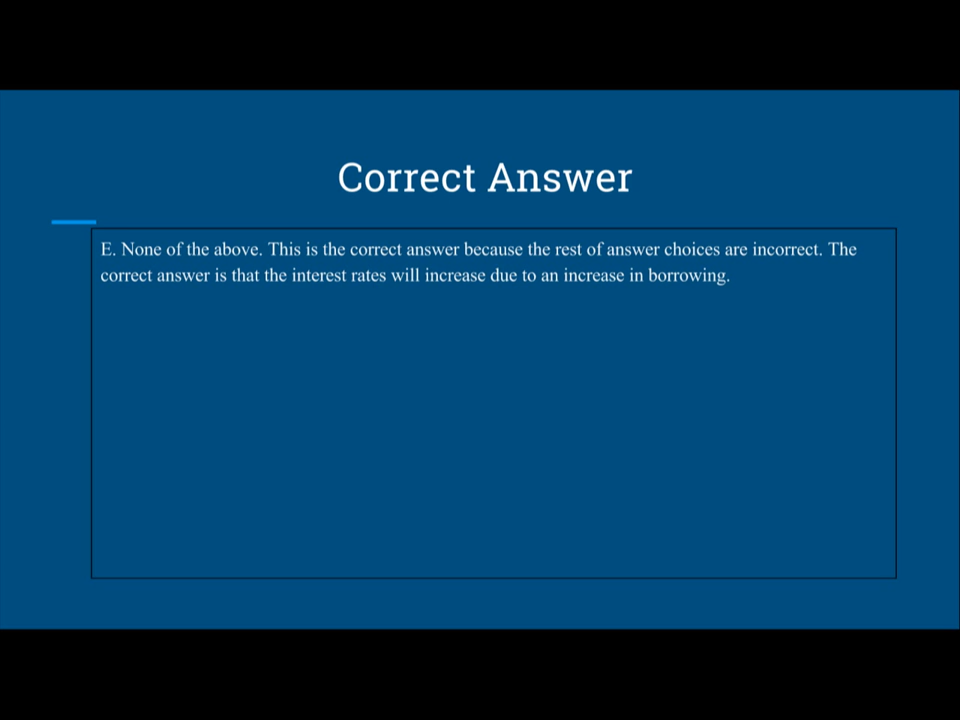 Correct Answer
E. None of the above. This is the correct answer because the rest of answer choices are incorrect. The
correct answer is that the interest rates will increase due to an increase in borrowing.